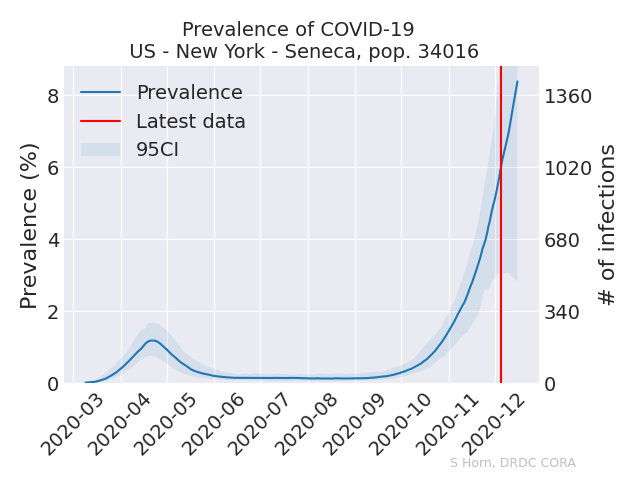 Prevalence of COVID-19
US - New York - Seneca, pop. 34016
Prevalence
Latest data
95CI
Prevalence (%)
8
6
4
2
0
1360
1020
680
340
0
# of infections
2020-03
2020-04
2020-05
2020-06
2020-07
2020-08
2020-09
2020-10
2020-11
2020-12
S Horn, DRDC CORA